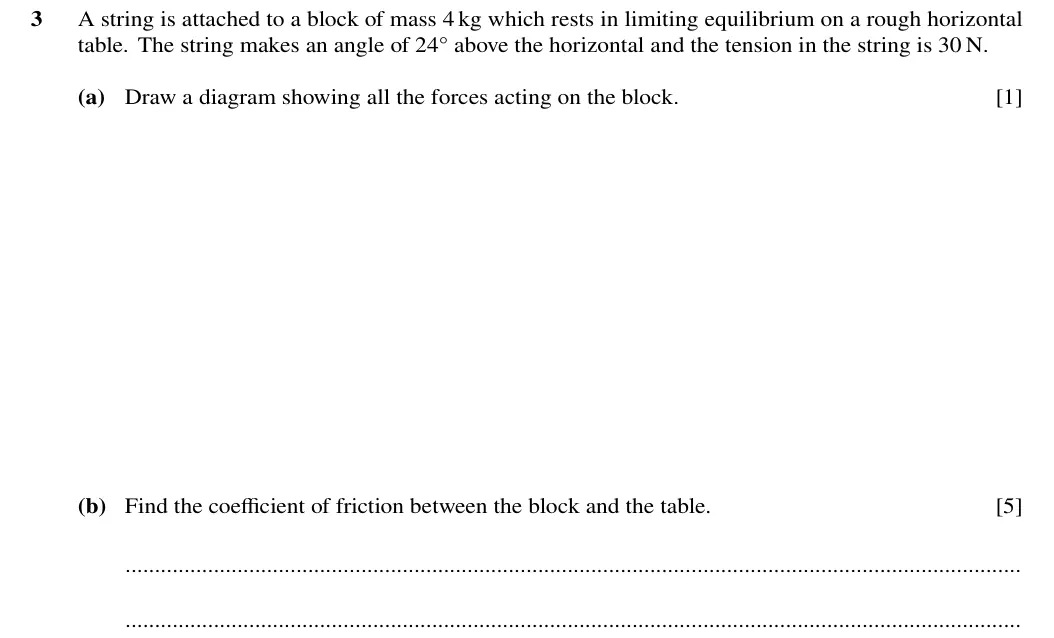 3 A string is attached to a block of mass 4 kg which rests in limiting equilibrium on a rough horizontal
table. The string makes an angle of 24° above the horizontal and the tension in the string is 30 N.
(a) Draw a diagram showing all the forces acting on the block. [1]
(b) Find the coefficient of friction between the block and the table. [5]